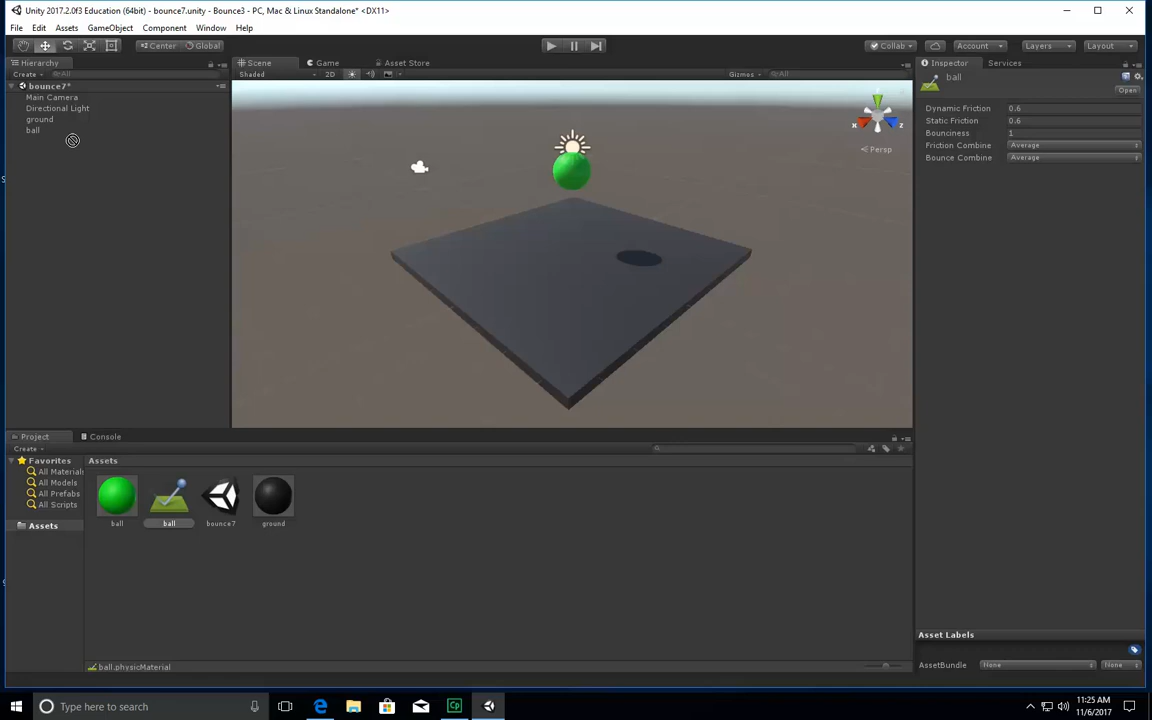 Unity 2017.2.0f3 Education (64bit) - bounce7.unity - Bounce3 - PC, Mac & Linux Standalone* <DX11>
File Edit Assets GameObject Component Window Help
Center Global Collab Account Layers Layout
Hierarchy Scene Game Asset Store Inspector Services
Create All Shaded 2D Gizmos All ball
bounce7* Open
Main Camera
Directional Light Dynamic Friction 0.6
ground Static Friction 0.6
ball Bounciness 1
Friction Combine Average
Bounce Combine Average
x z
Persp
Project Console
Create
Favorites Assets
All Material
All Models
All Prefabs
All Scripts
Assets ball ball bounce7 ground
Asset Labels
ball.physicMaterial AssetBundle None None
Type here to search Cp 11:25 AM
11/6/2017